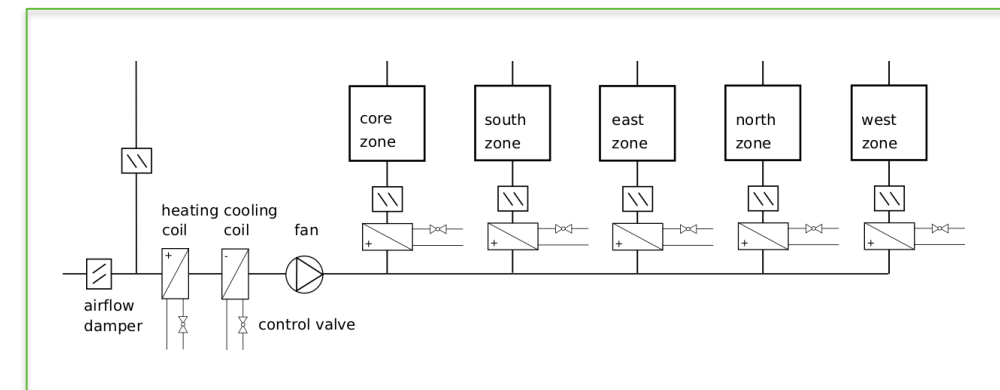 core
zone
south
zone
east
zone
north
zone
west
zone
heating cooling
coil coil
fan
+
-
+
+
+
+
+
airflow
damper
control valve